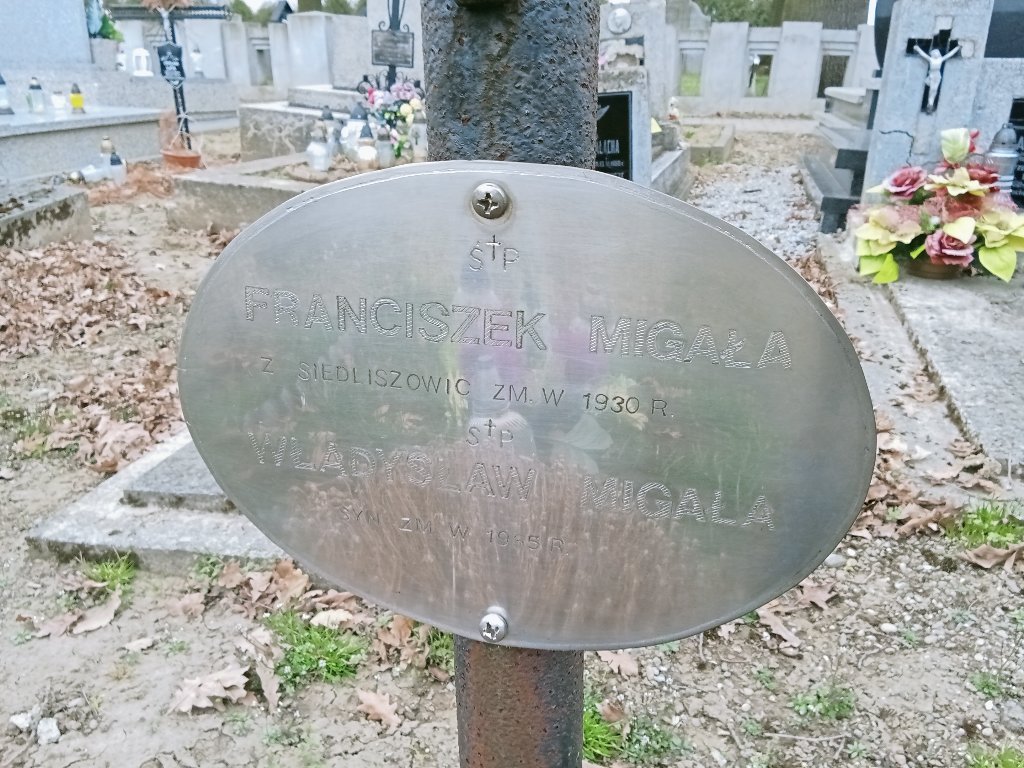 Ś†P
FRANCISZEK MIGAŁA
Z SIEDLISZOWIC ZM. W 1930 R.
Ś†P
WŁADYSŁAW MIGAŁA
SYN ZM. W R.